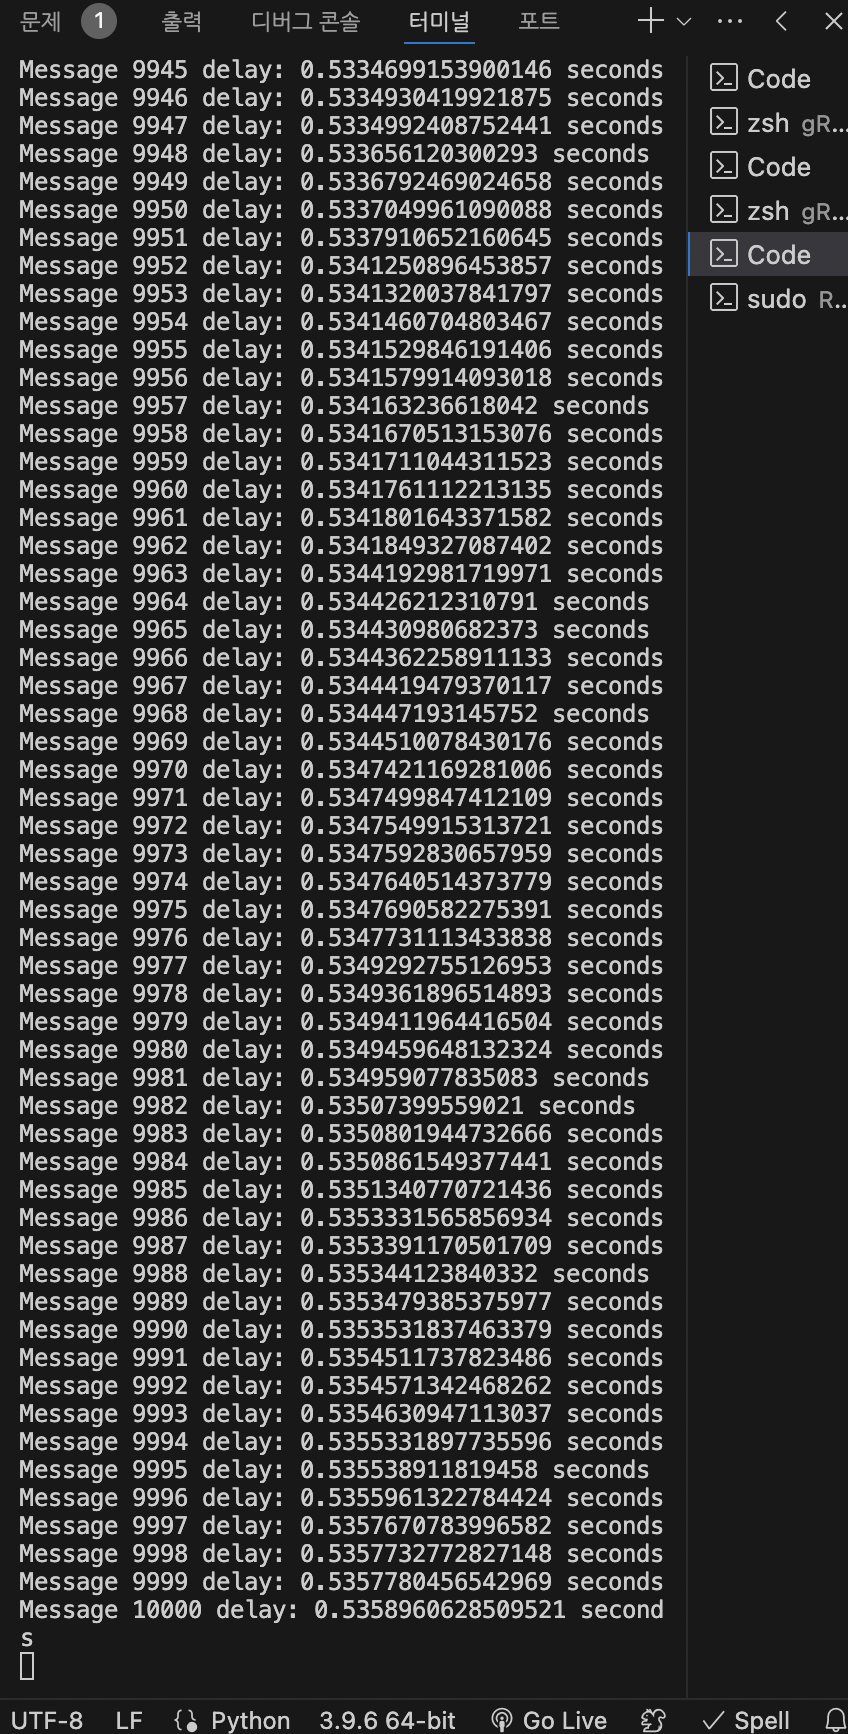 문제 1 출력 디버그 콘솔 터미널 포트
Message 9945 delay: 0.5334699153900146 seconds
Message 9946 delay: 0.5334930419921875 seconds
Message 9947 delay: 0.5334992408752441 seconds
Message 9948 delay: 0.533656120300293 seconds
Message 9949 delay: 0.5336792469024658 seconds
Message 9950 delay: 0.5337049961090088 seconds
Message 9951 delay: 0.5337910652160645 seconds
Message 9952 delay: 0.5341250896453857 seconds
Message 9953 delay: 0.5341320037841797 seconds
Message 9954 delay: 0.5341460704803467 seconds
Message 9955 delay: 0.5341529846191406 seconds
Message 9956 delay: 0.5341579914093018 seconds
Message 9957 delay: 0.534163236618042 seconds
Message 9958 delay: 0.5341670513153076 seconds
Message 9959 delay: 0.5341711044311523 seconds
Message 9960 delay: 0.5341761112213135 seconds
Message 9961 delay: 0.5341801643371582 seconds
Message 9962 delay: 0.5341849327087402 seconds
Message 9963 delay: 0.5344192981719971 seconds
Message 9964 delay: 0.534426212310791 seconds
Message 9965 delay: 0.534430980682373 seconds
Message 9966 delay: 0.5344362258911133 seconds
Message 9967 delay: 0.5344419479370117 seconds
Message 9968 delay: 0.534447193145752 seconds
Message 9969 delay: 0.5344510078430176 seconds
Message 9970 delay: 0.5347421169281006 seconds
Message 9971 delay: 0.5347499847412109 seconds
Message 9972 delay: 0.5347549915313721 seconds
Message 9973 delay: 0.5347592830657959 seconds
Message 9974 delay: 0.5347640514373779 seconds
Message 9975 delay: 0.5347690582275391 seconds
Message 9976 delay: 0.5347731113433838 seconds
Message 9977 delay: 0.5349292755126953 seconds
Message 9978 delay: 0.5349361896514893 seconds
Message 9979 delay: 0.5349411964416504 seconds
Message 9980 delay: 0.5349459648132324 seconds
Message 9981 delay: 0.534959077835083 seconds
Message 9982 delay: 0.53507399559021 seconds
Message 9983 delay: 0.5350801944732666 seconds
Message 9984 delay: 0.5350861549377441 seconds
Message 9985 delay: 0.5351340770721436 seconds
Message 9986 delay: 0.5353331565856934 seconds
Message 9987 delay: 0.5353391170501709 seconds
Message 9988 delay: 0.535344123840332 seconds
Message 9989 delay: 0.5353479385375977 seconds
Message 9990 delay: 0.5353531837463379 seconds
Message 9991 delay: 0.5354511737823486 seconds
Message 9992 delay: 0.5354571342468262 seconds
Message 9993 delay: 0.5354630947113037 seconds
Message 9994 delay: 0.5355331897735596 seconds
Message 9995 delay: 0.535538911819458 seconds
Message 9996 delay: 0.5355961322784424 seconds
Message 9997 delay: 0.5357670783996582 seconds
Message 9998 delay: 0.5357732772827148 seconds
Message 9999 delay: 0.5357780456542969 seconds
Message 10000 delay: 0.5358960628509521 second
s
Code
zsh gR...
Code
zsh gR...
Code
sudo R...
UTF-8 LF Python 3.9.6 64-bit Go Live Spell